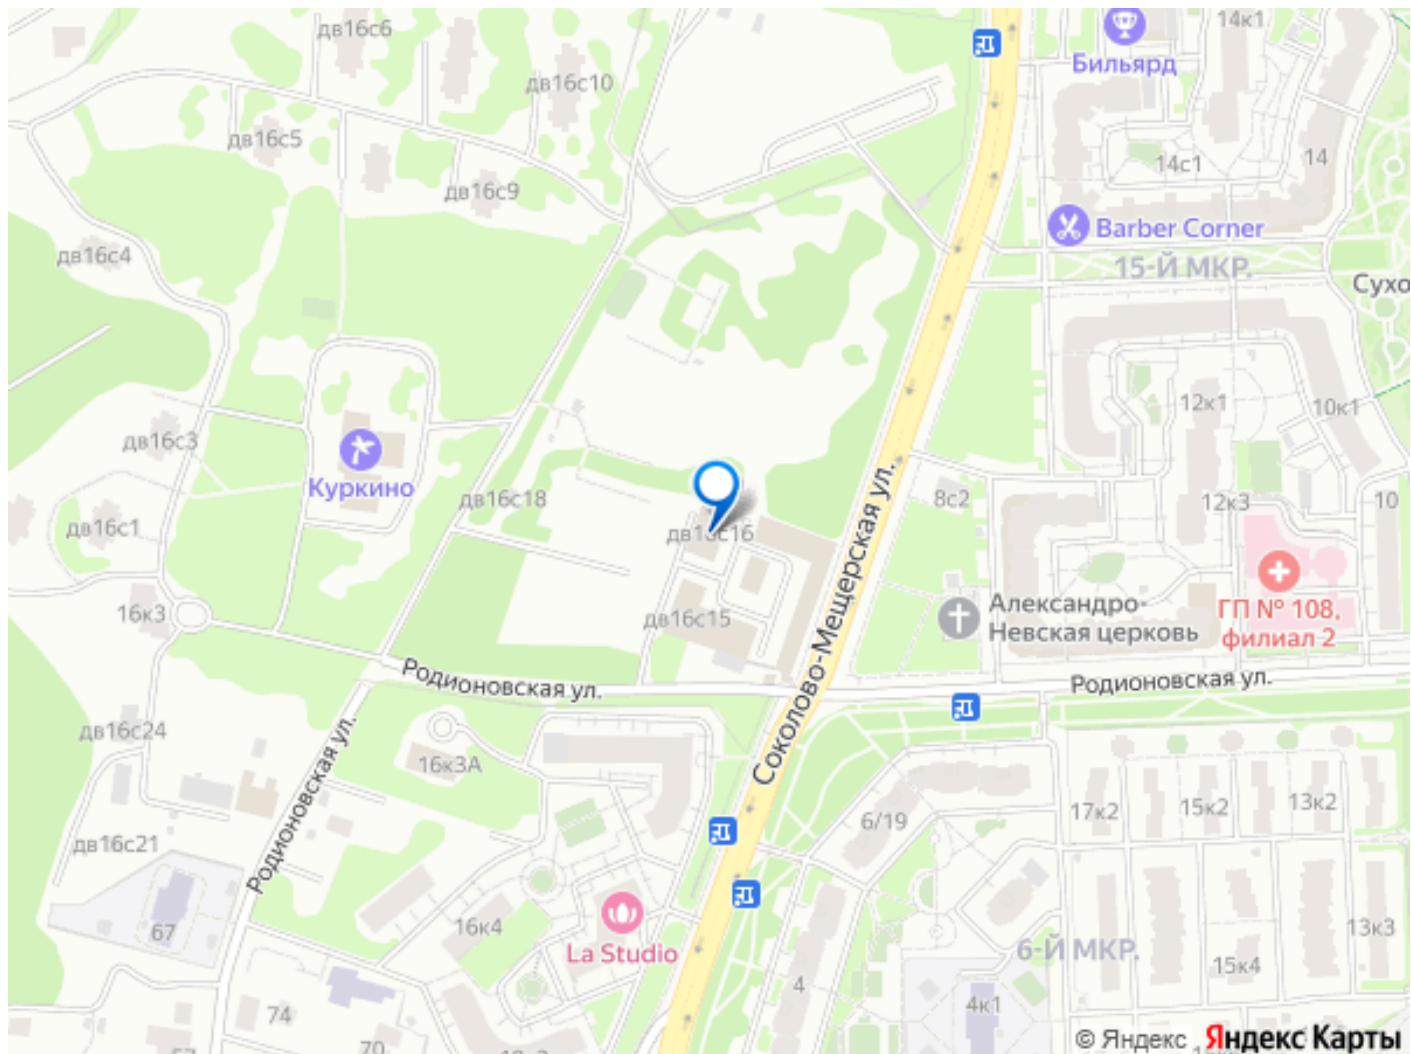 дв16с6
14к1
Бильярд
дв16с10
дв16с5
14
14с1
дв16с9
Barber Corner
дв16с4
15-Й МКР.
Сухо
12к1
10к1
дв16с3
Куркино
дв16с18
8с2
12к3
10
дв16с1
дв16с16
Соколово-Мещерская ул.
16к3
дв16с15
Александро-
Невская церковь
ГП № 108,
филиал 2
Родионовская ул.
Родионовская ул.
дв16с24
16к3А
Родионовская ул.
17к2
15к2
13к2
6/19
дв16с21
67
16к4
La Studio
6-Й МКР.
13к3
15к4
4
4к1
74
70
© Яндекс Яндекс Карты